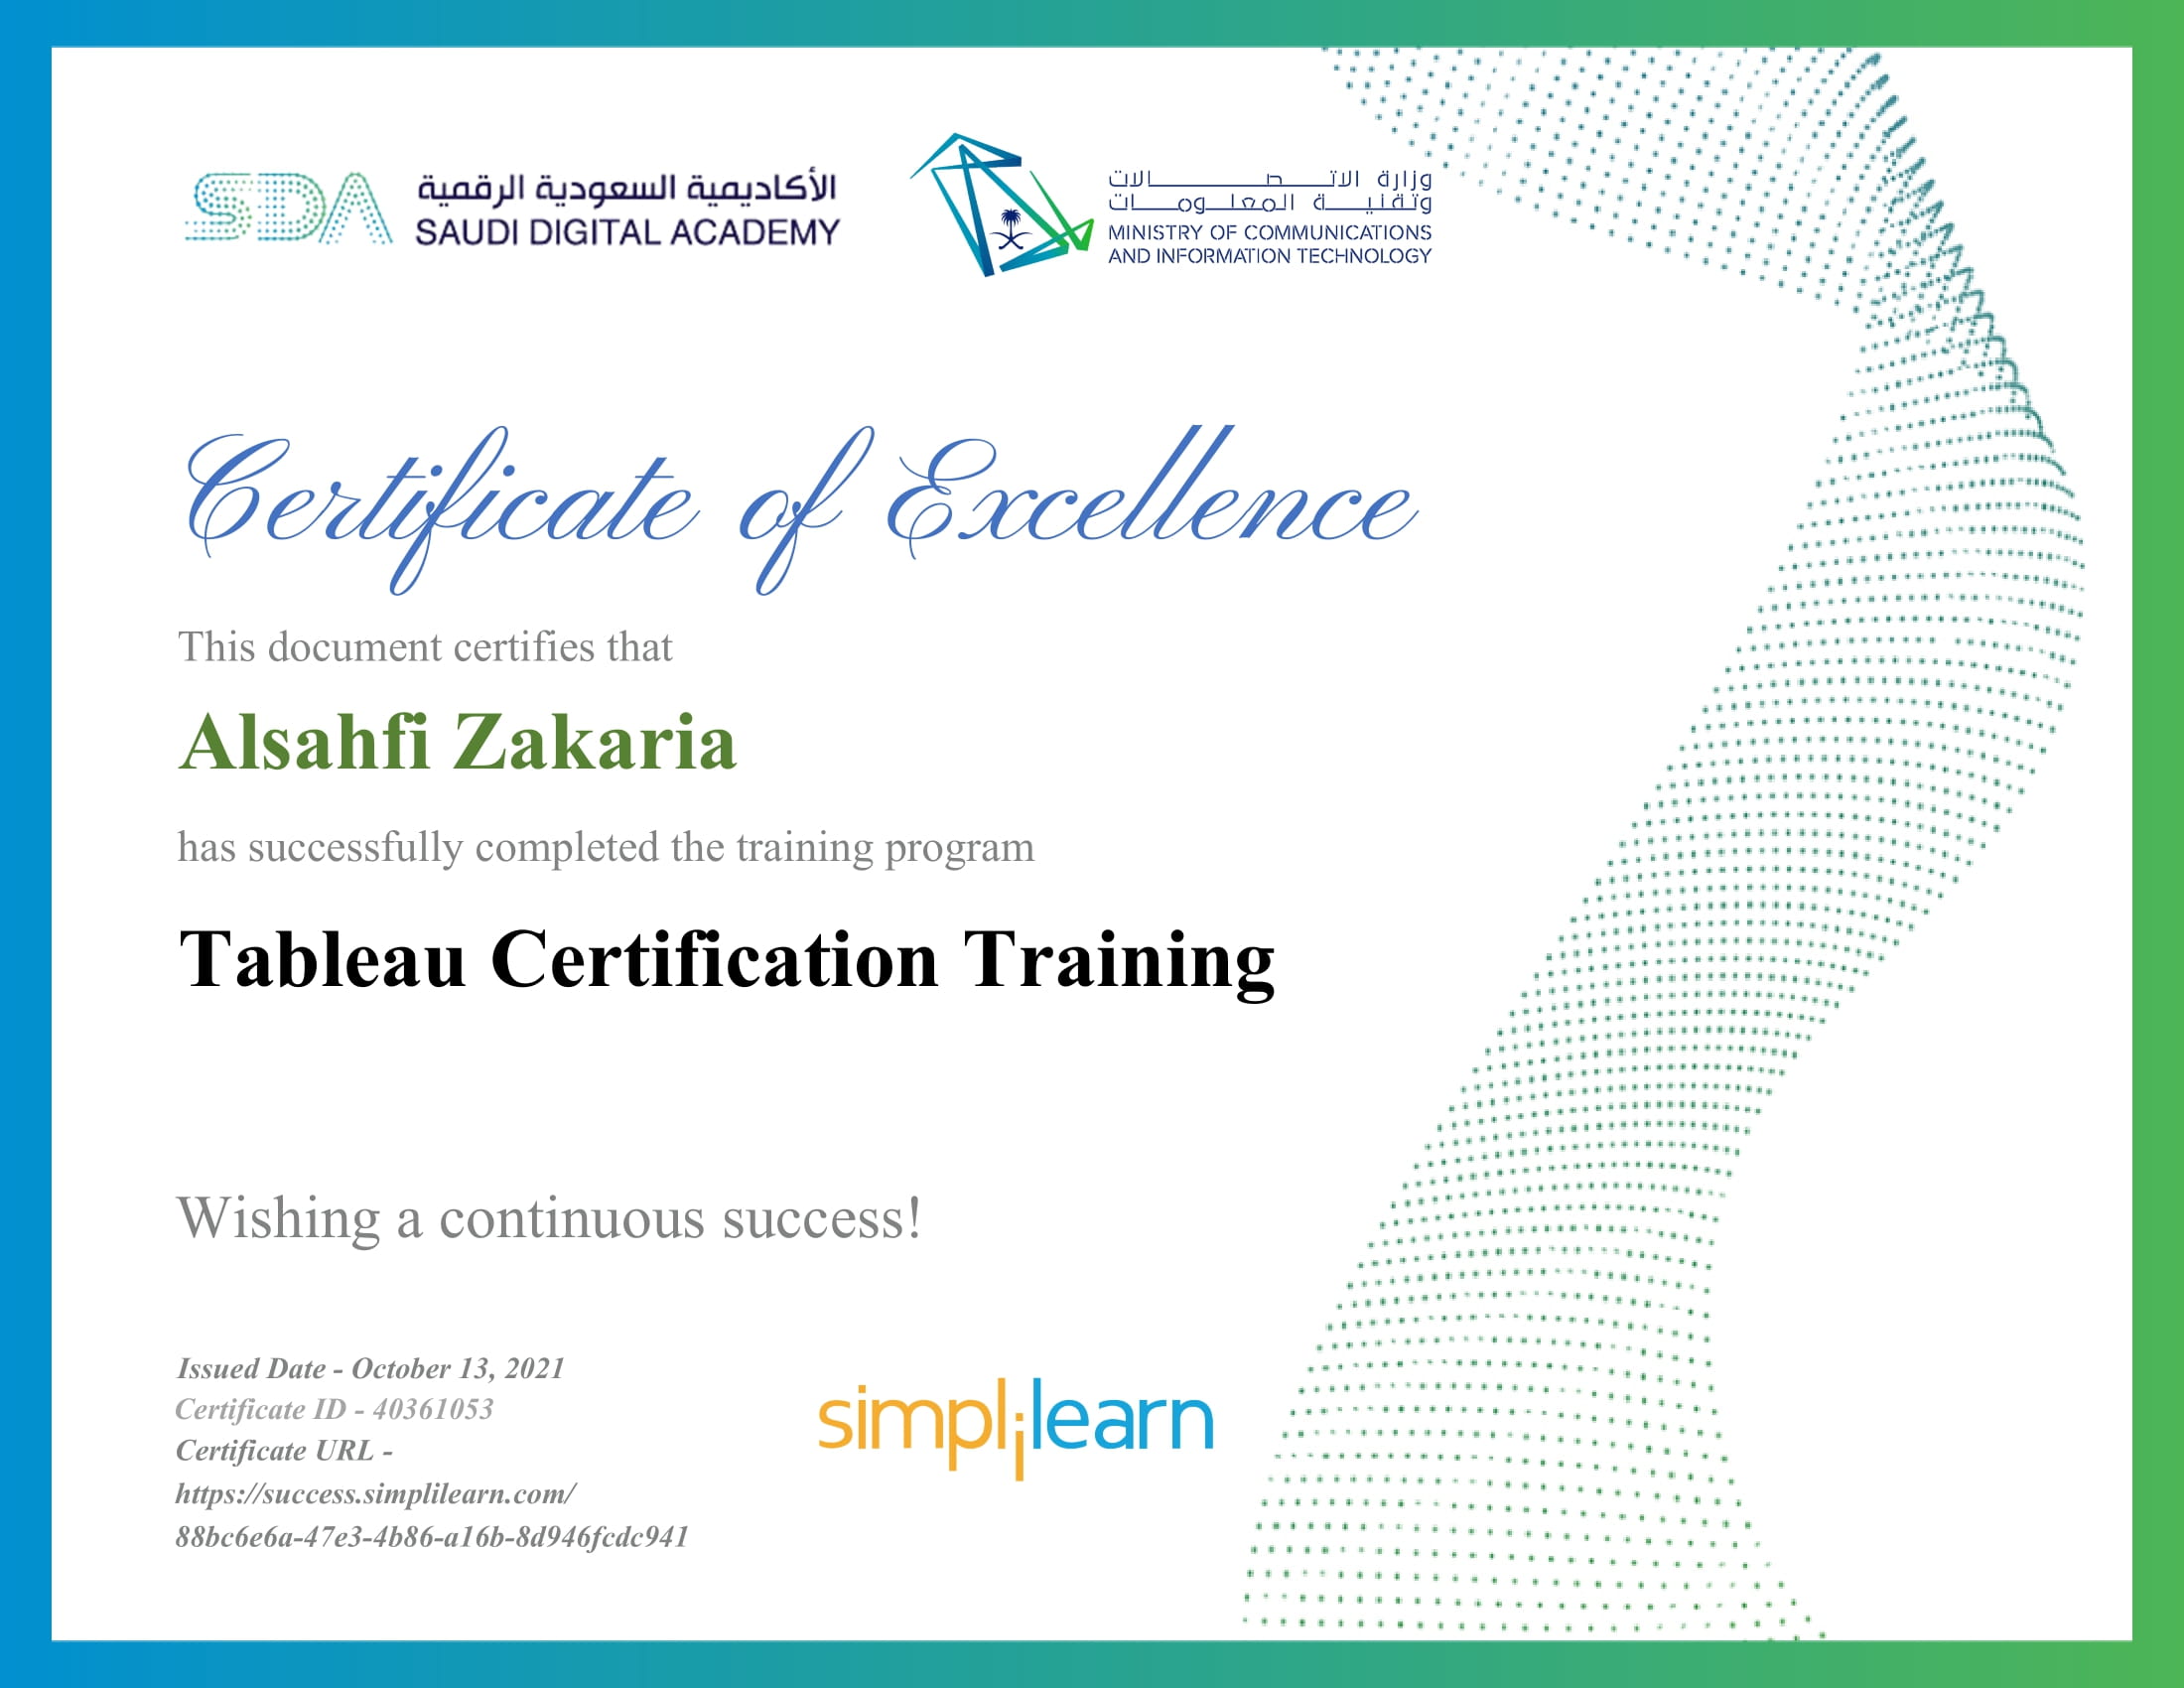 SDA
الأكاديمية السعودية الرقمية
SAUDI DIGITAL ACADEMY
وزارة الاتصالات
وتقنية المعلومات
MINISTRY OF COMMUNICATIONS
AND INFORMATION TECHNOLOGY
Certificate of Excellence
This document certifies that
Alsahfi Zakaria
has successfully completed the training program
Tableau Certification Training
Wishing a continuous success!
Issued Date - October 13, 2021
Certificate ID - 40361053
Certificate URL -
https://success.simplilearn.com/
88bc6e6a-47e3-4b86-a16b-8d946fcdc941
simplilearn